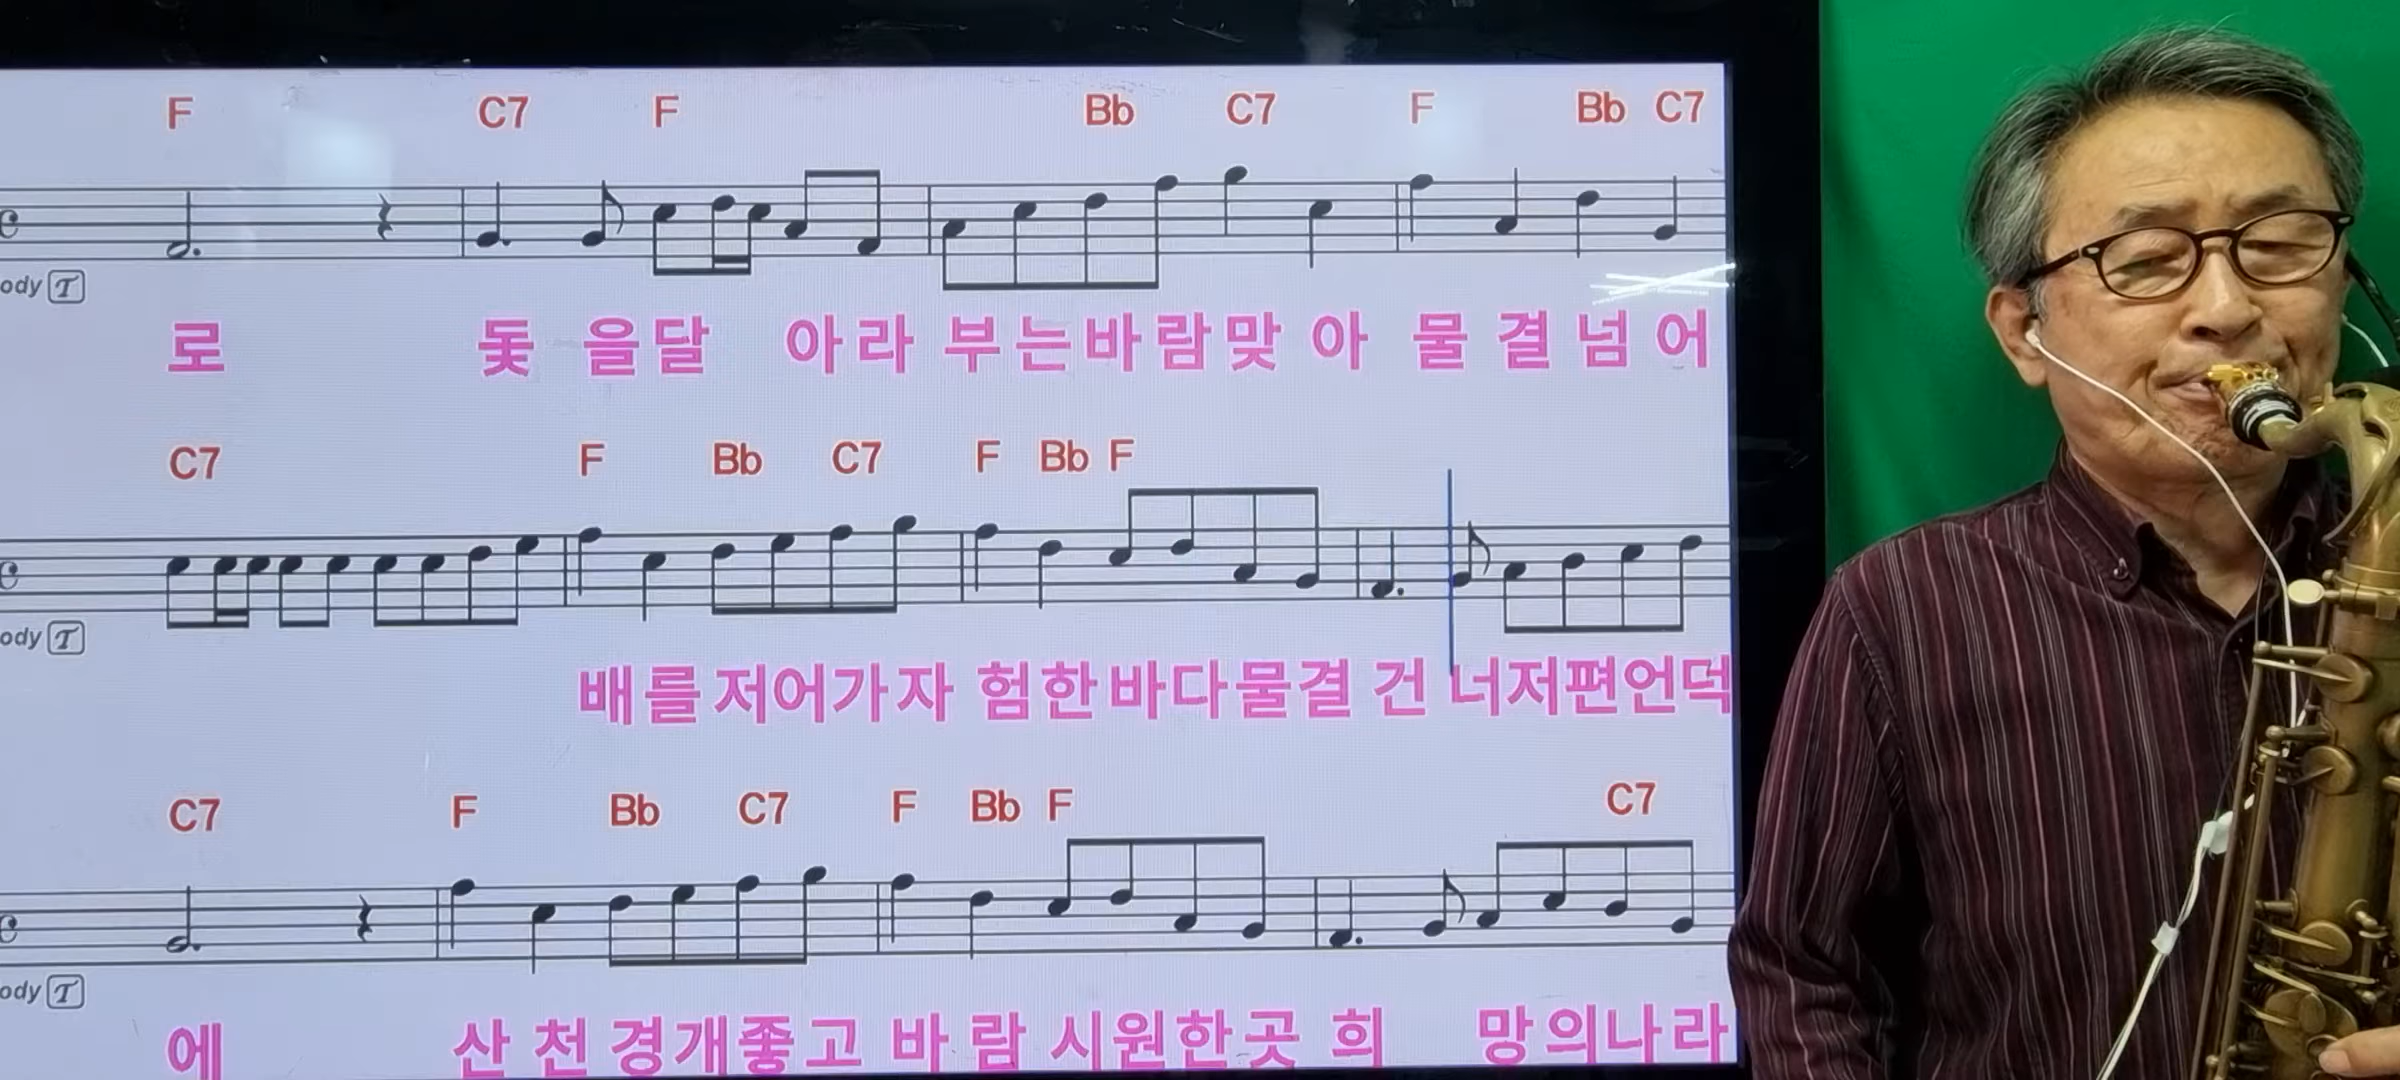 F C7 F Bb C7 F Bb C7
ody T
로 돛 을 달 아 라 부 는 바 람 맞 아 물 결 넘 어
C7 F Bb C7 F Bb F
ody T
배 를 저 어 가 자 험 한 바 다 물 결 건 너 저 편 언 덕
C7 F Bb C7 F Bb F C7
ody T
에 산 천 경 개 좋 고 바 람 시 원 한 곳 희 망 의 나 라